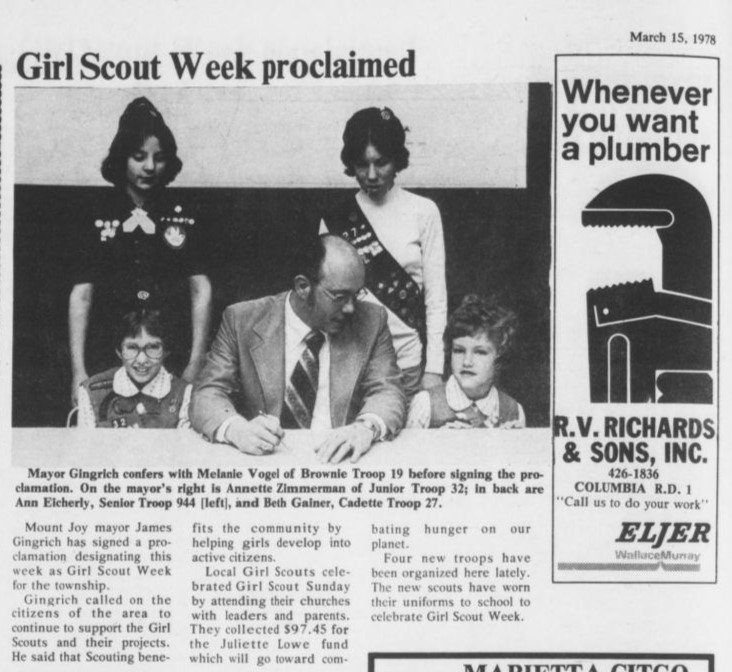 March 15, 1978
Girl Scout Week proclaimed
Mayor Gingrich confers with Melanie Vogel of Brownie Troop 19 before signing the pro-
clamation. On the mayor's right is Annette Zimmerman of Junior Troop 32; in back are
Ann Eicherly, Senior Troop 944 [left], and Beth Gainer, Cadette Troop 27.
Mount Joy mayor James
Gingrich has signed a pro-
clamation designating this
week as Girl Scout Week
for the township.
Gingrich called on the
citizens of the area to
continue to support the Girl
Scouts and their projects.
He said that Scouting bene-
fits the community by
helping girls develop into
active citizens.
Local Girl Scouts cele-
brated Girl Scout Sunday
by attending their churches
with leaders and parents.
They collected $97.45 for
the Juliette Lowe fund
which will go toward com-
bating hunger on our
planet.
Four new troops have
been organized here lately.
The new scouts have worn
their uniforms to school to
celebrate Girl Scout Week.
Whenever
you want
a plumber
R.V. RICHARDS
& SONS, INC.
426-1836
COLUMBIA R.D. 1
"Call us to do your work"
ELJER
WallaceMurray
MARIETTA CITGO